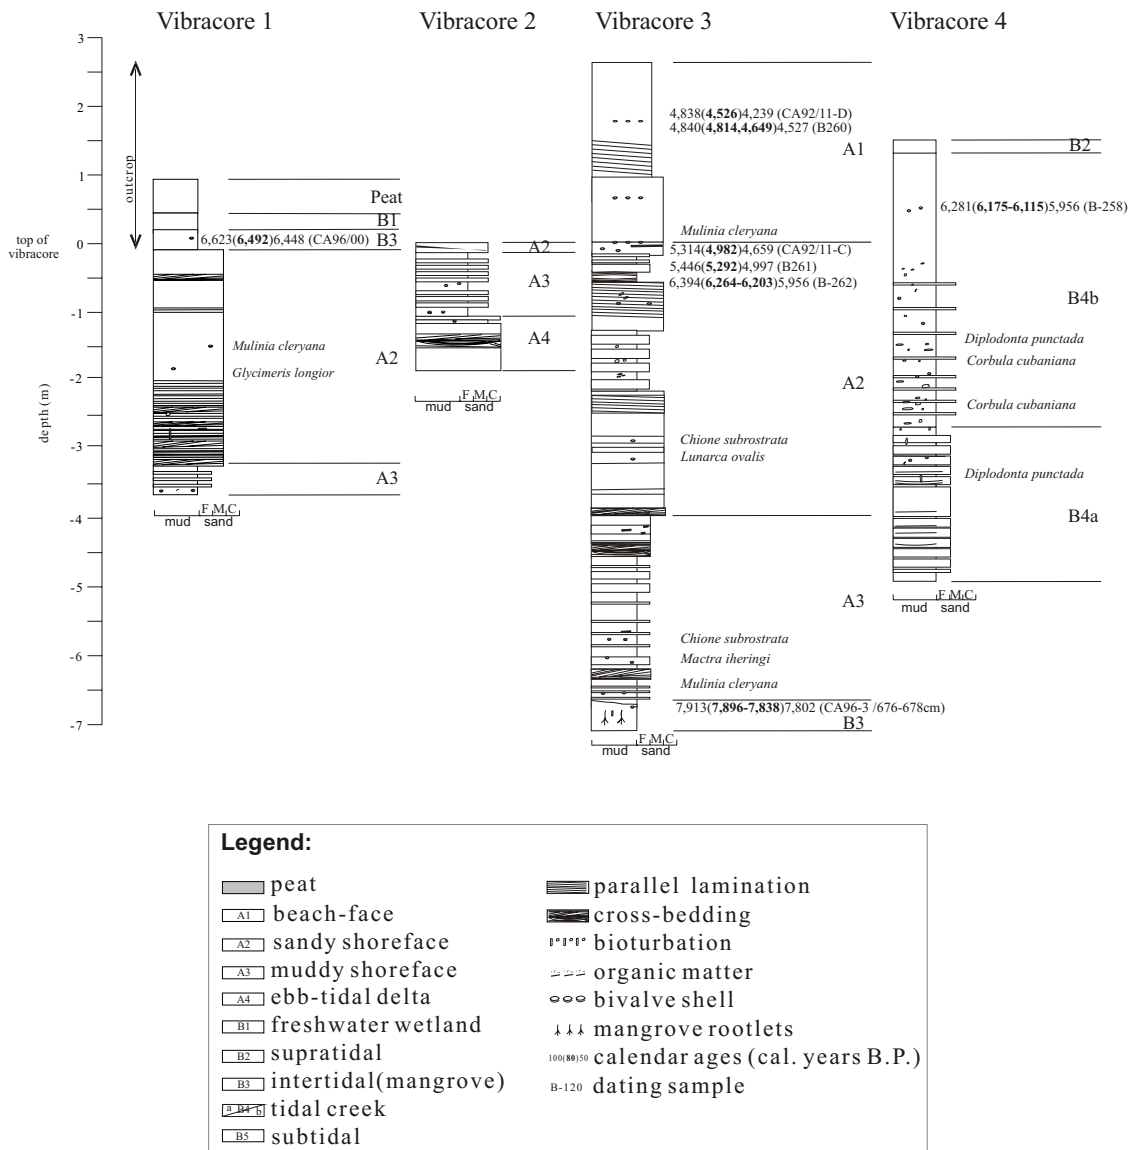 Vibracore 1
Vibracore 2
Vibracore 3
Vibracore 4
3
2
1
0
-1
-2
-3
-4
-5
-6
-7
depth (m)
top of
vibracore
outcrop
Peat
B1
6,623(6,492)6,448 (CA96/00)
B3
Mulinia cleryana
Glycimeris longior
A2
A3
F M C
mud sand
A2
A3
A4
F M C
mud sand
4,838(4,526)4,239 (CA92/11-D)
4,840(4,814,4,649)4,527 (B260)
A1
Mulinia cleryana
5,314(4,982)4,659 (CA92/11-C)
5,446(5,292)4,997 (B261)
6,394(6,264-6,203)5,956 (B-262)
A2
Chione subrostrata
Lunarca ovalis
A3
Chione subrostrata
Mactra iheringi
Mulinia cleryana
7,913(7,896-7,838)7,802 (CA96-3 /676-678cm)
B3
F M C
mud sand
B2
6,281(6,175-6,115)5,956 (B-258)
B4b
Diplodonta punctada
Corbula cubaniana
Corbula cubaniana
Diplodonta punctada
B4a
F M C
mud sand
Legend:
peat
A1 beach-face
A2 sandy shoreface
A3 muddy shoreface
A4 ebb-tidal delta
B1 freshwater wetland
B2 supratidal
B3 intertidal(mangrove)
a B4 b tidal creek
B5 subtidal
parallel lamination
cross-bedding
bioturbation
organic matter
bivalve shell
mangrove rootlets
100(80)50 calendar ages (cal. years B.P.)
B-120 dating sample